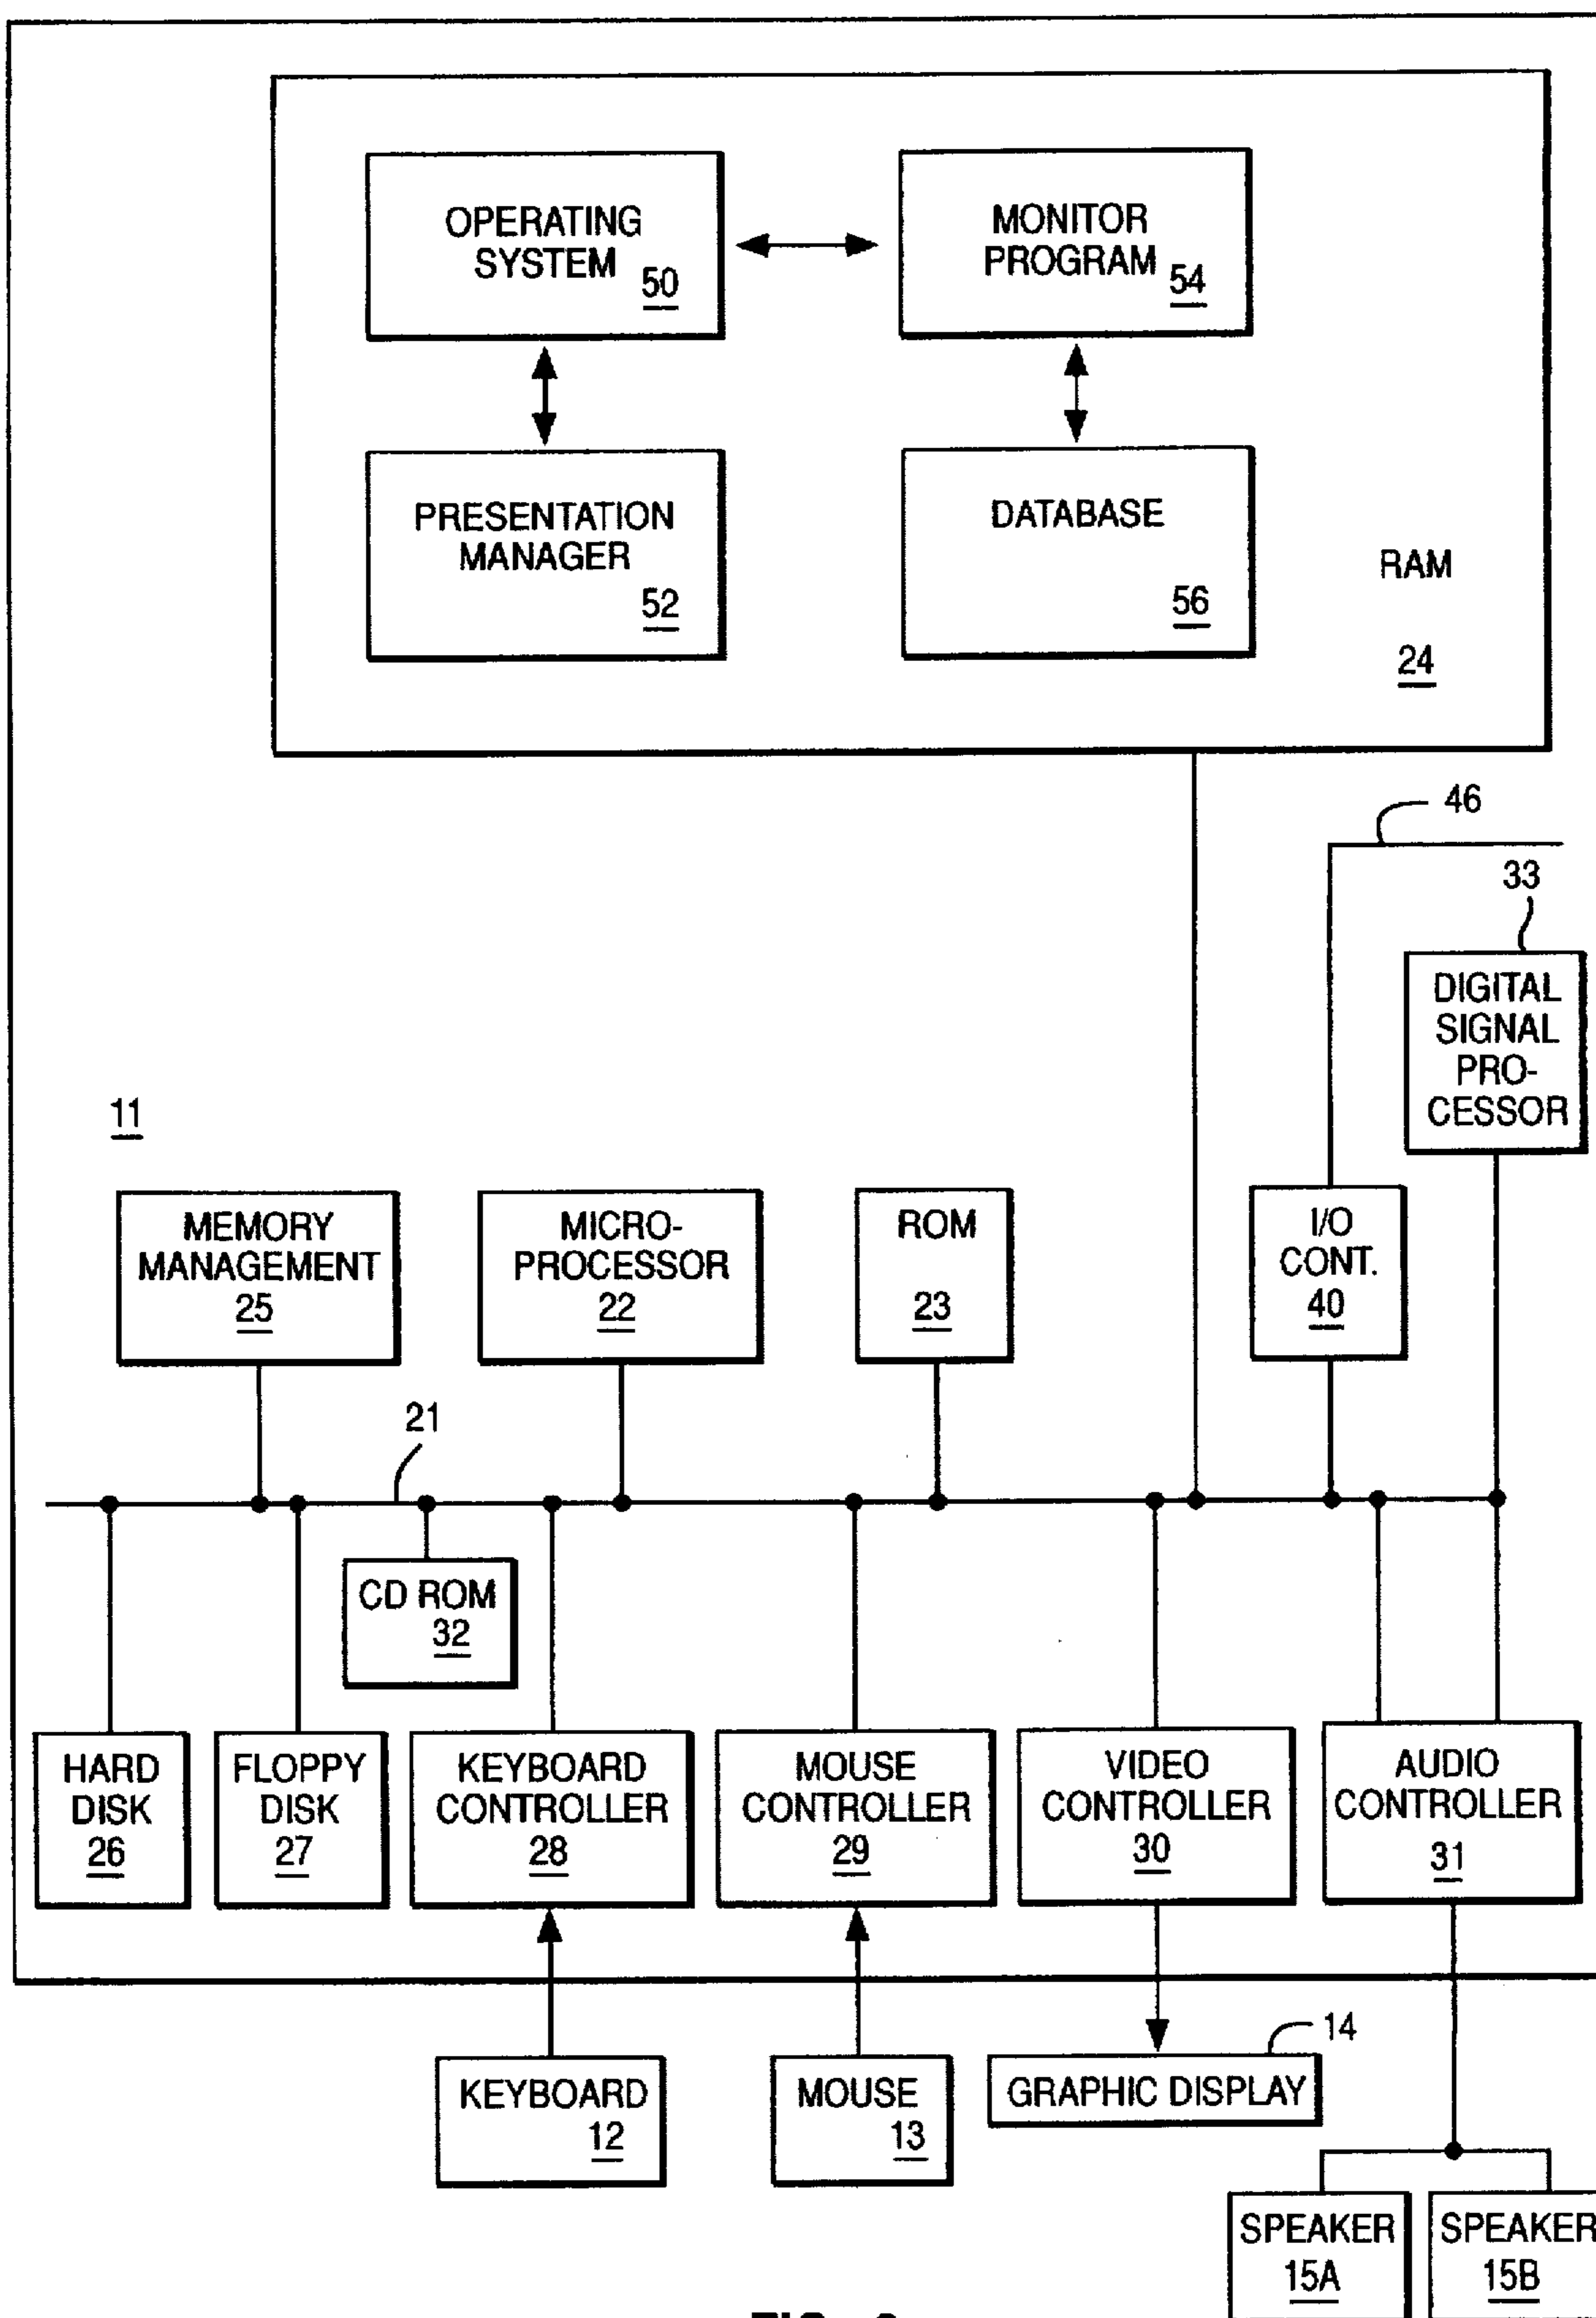 OPERATING
SYSTEM
50
MONITOR
PROGRAM
54
PRESENTATION
MANAGER
52
DATABASE
56
RAM
24
46
33
DIGITAL
SIGNAL
PRO-
CESSOR
11
MEMORY
MANAGEMENT
25
MICRO-
PROCESSOR
22
ROM
23
I/O
CONT.
40
21
CD ROM
32
HARD
DISK
26
FLOPPY
DISK
27
KEYBOARD
CONTROLLER
28
MOUSE
CONTROLLER
29
VIDEO
CONTROLLER
30
AUDIO
CONTROLLER
31
KEYBOARD
12
MOUSE
13
14
GRAPHIC DISPLAY
SPEAKER
15A
SPEAKER
15B